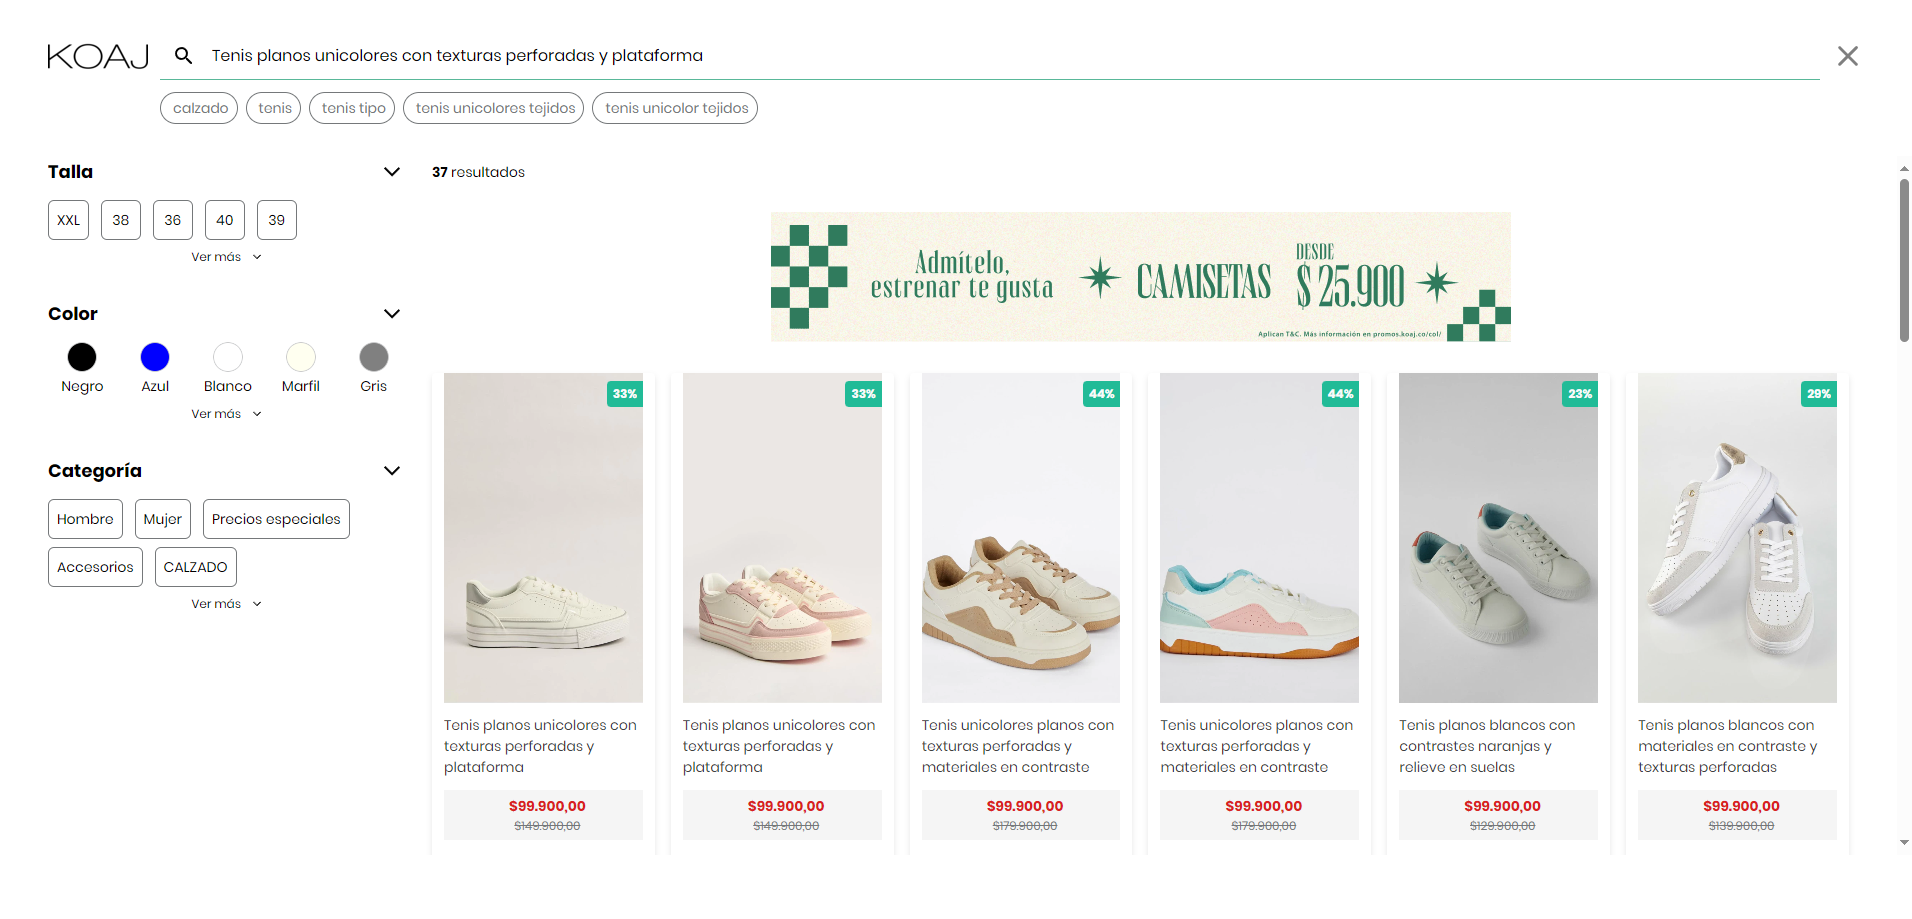 KOAJ
Tenis planos unicolores con texturas perforadas y plataforma
calzado
tenis
tenis tipo
tenis unicolores tejidos
tenis unicolor tejidos
Talla
XXL
38
36
40
39
Ver más
Color
Negro
Azul
Blanco
Marfil
Gris
Ver más
Categoría
Hombre
Mujer
Precios especiales
Accesorios
CALZADO
Ver más
37 resultados
Admítelo,
estrenar te gusta
CAMISETAS
DESDE
$ 25.900
Aplican T&C. Más información en promos.koaj.co/col/
33%
Tenis planos unicolores con
texturas perforadas y
plataforma
$99.900,00
$149.900,00
33%
Tenis planos unicolores con
texturas perforadas y
plataforma
$99.900,00
$149.900,00
44%
Tenis unicolores planos con
texturas perforadas y
materiales en contraste
$99.900,00
$179.900,00
44%
Tenis unicolores planos con
texturas perforadas y
materiales en contraste
$99.900,00
$179.900,00
23%
Tenis planos blancos con
contrastes naranjas y
relieve en suelas
$99.900,00
$129.900,00
29%
Tenis planos blancos con
materiales en contraste y
texturas perforadas
$99.900,00
$139.900,00